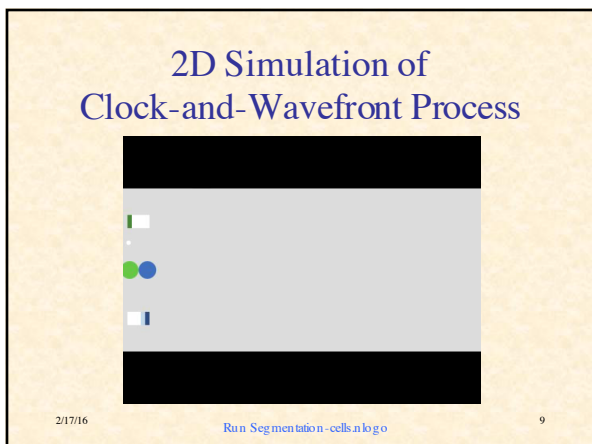 2D Simulation of
Clock-and-Wavefront Process
2/17/16
Run Segmentation-cells.nlogo
9